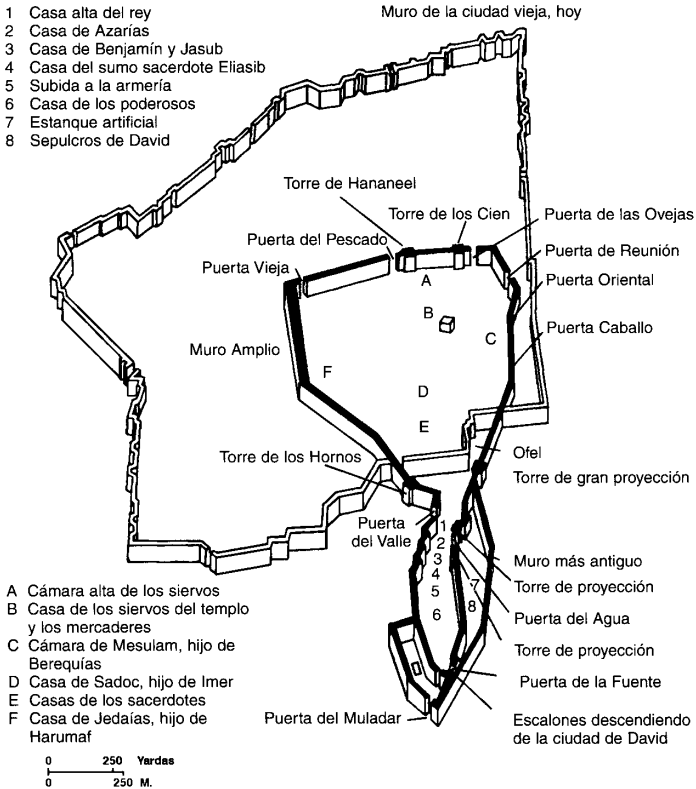 1 Casa alta del rey
2 Casa de Azarías
3 Casa de Benjamín y Jasub
4 Casa del sumo sacerdote Eliasib
5 Subida a la armería
6 Casa de los poderosos
7 Estanque artificial
8 Sepulcros de David
Muro de la ciudad vieja, hoy
Torre de Hananeel
Torre de los Cien
Puerta de las Ovejas
Puerta del Pescado
Puerta de Reunión
Puerta Vieja
A
Puerta Oriental
B
Puerta Caballo
C
Muro Amplio
F
D
E
Ofel
Torre de los Hornos
Torre de gran proyección
Puerta
del Valle
1
2
3
4
5
6
7
8
Muro más antiguo
Torre de proyección
Puerta del Agua
Torre de proyección
Puerta de la Fuente
Puerta del Muladar
Escalones descendiendo
de la ciudad de David
A Cámara alta de los siervos
B Casa de los siervos del templo
y los mercaderes
C Cámara de Mesulam, hijo de
Berequías
D Casa de Sadoc, hijo de Imer
E Casas de los sacerdotes
F Casa de Jedaías, hijo de
Harumaf
0 250 Yardas
0 250 M.